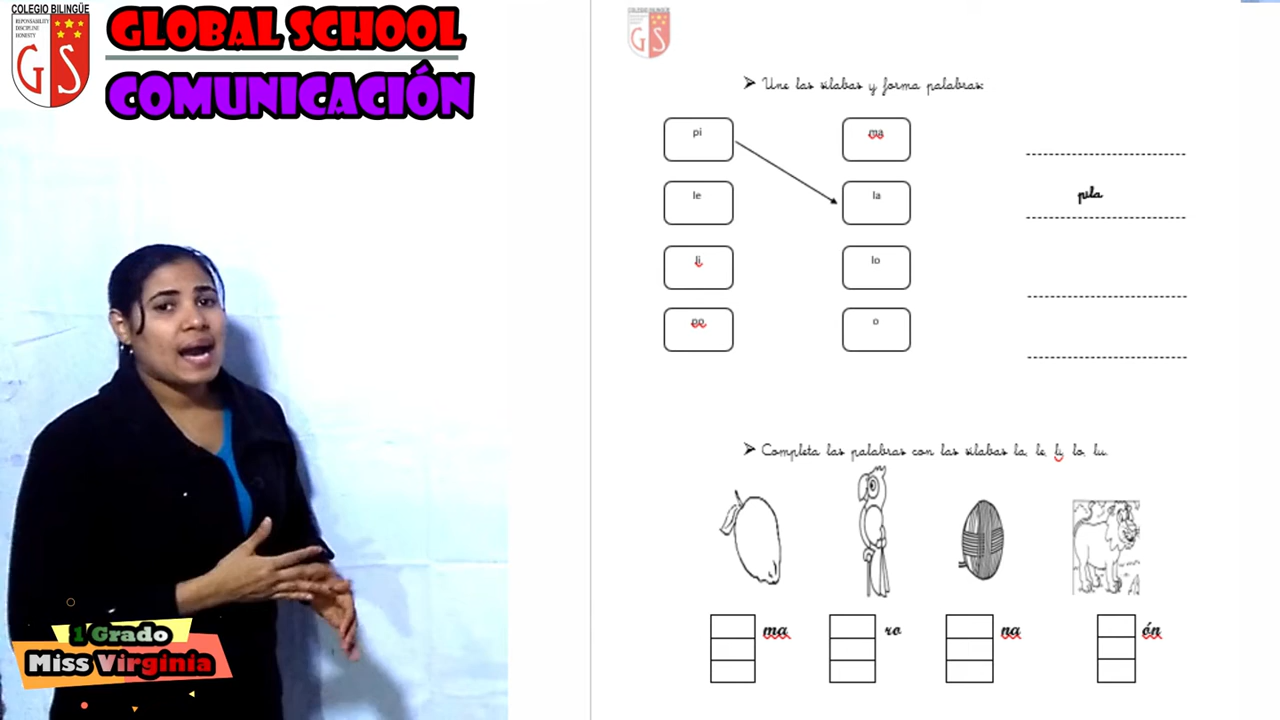 COLEGIO BILINGÜE
RESPONSABILITY
DISCIPLINE
HONESTY
G S
GLOBAL SCHOOL
COMUNICACIÓN
1 Grado
Miss Virginia
G S
➢ Une las sílabas y forma palabras:
pi ma
le la pila
li lo
po o
➢ Completa las palabras con las sílabas la, le, li, lo, lu.
ma ro na ón